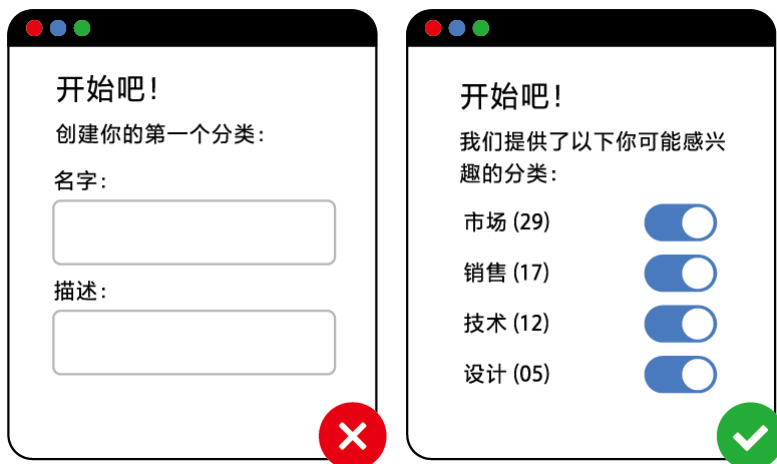 开始吧！
创建你的第一个分类：
名字：
描述：
开始吧！
我们提供了以下你可能感兴
趣的分类：
市场 (29)
销售 (17)
技术 (12)
设计 (05)